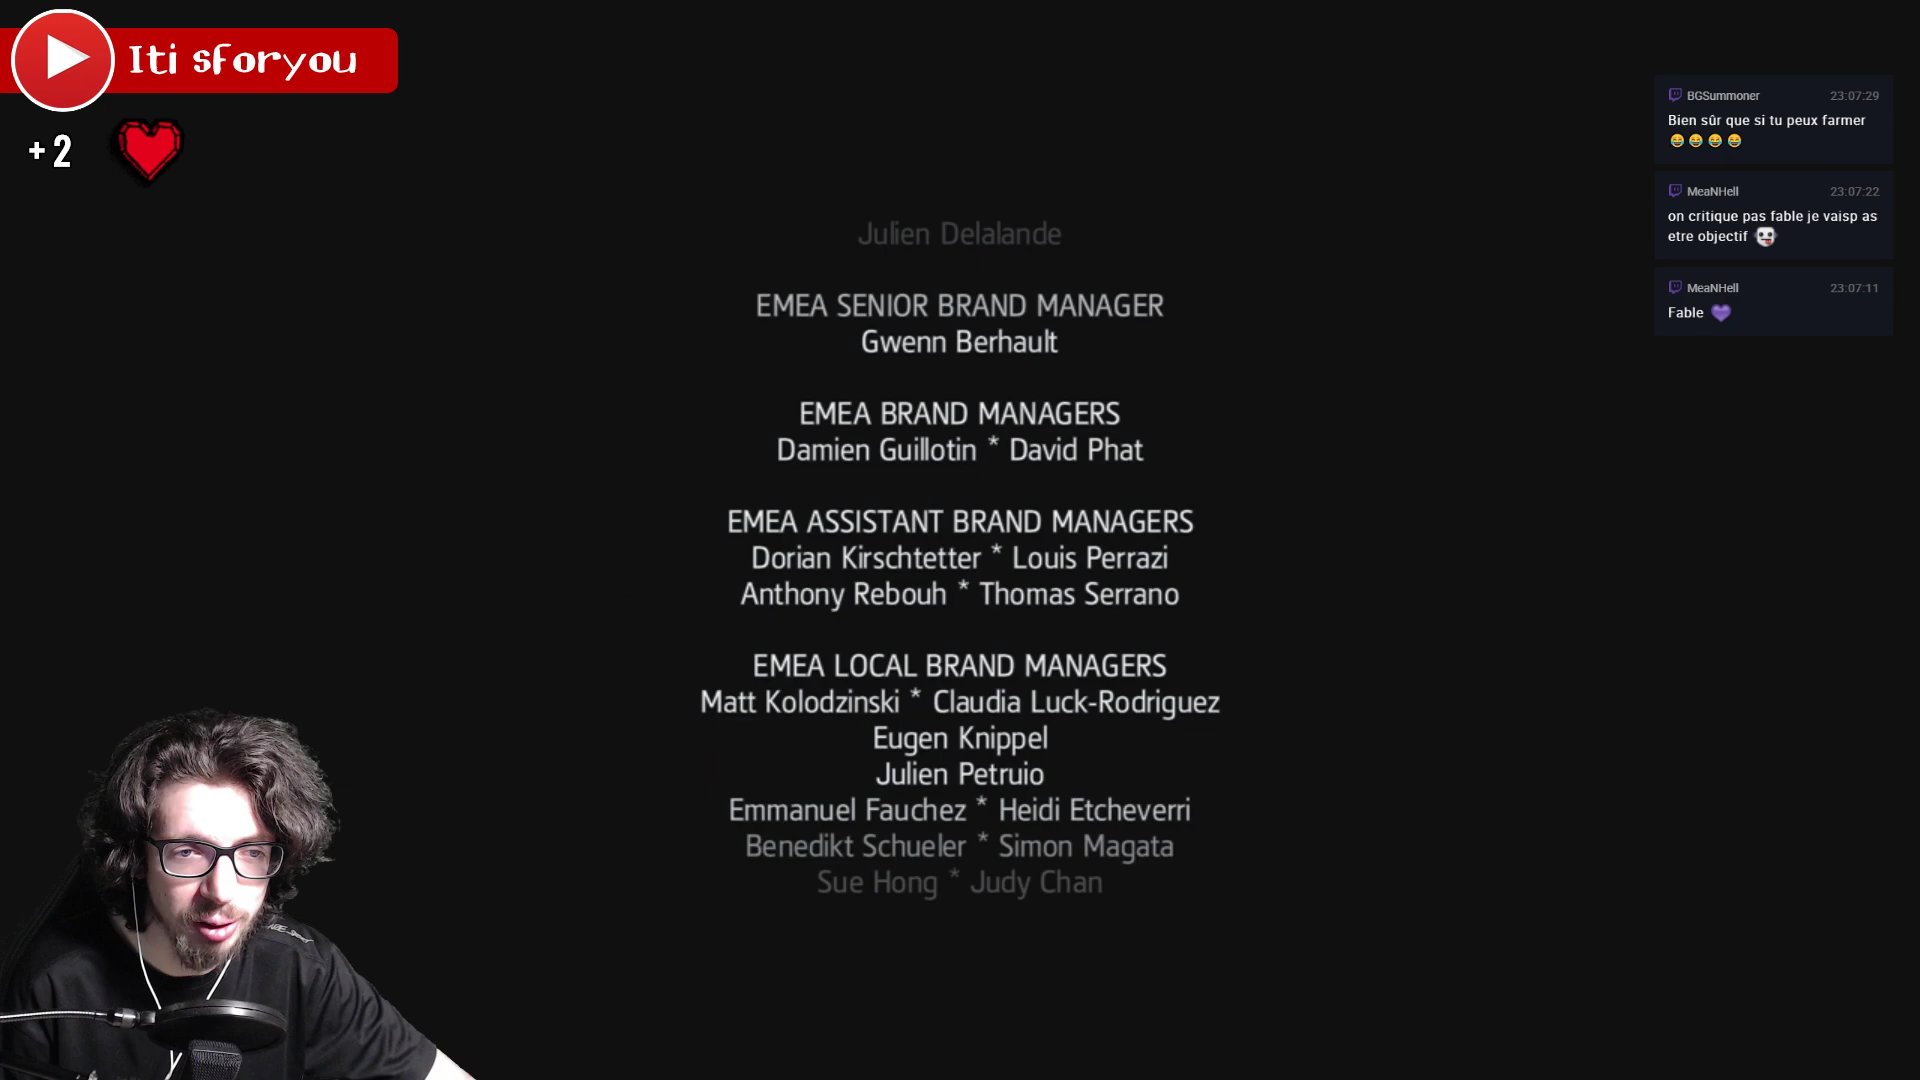 Iti sforyou
+2
Julien Delalande
EMEA SENIOR BRAND MANAGER
Gwenn Berhault
EMEA BRAND MANAGERS
Damien Guillotin * David Phat
EMEA ASSISTANT BRAND MANAGERS
Dorian Kirschtetter * Louis Perrazi
Anthony Rebouh * Thomas Serrano
EMEA LOCAL BRAND MANAGERS
Matt Kolodzinski * Claudia Luck-Rodriguez
Eugen Knippel
Julien Petruio
Emmanuel Fauchez * Heidi Etcheverri
Benedikt Schueler * Simon Magata
Sue Hong * Judy Chan
BGSummoner 23:07:29
Bien sûr que si tu peux farmer
😂 😂 😂 😂
MeaNHell 23:07:22
on critique pas fable je vaisp as
etre objectif
MeaNHell 23:07:11
Fable 💜